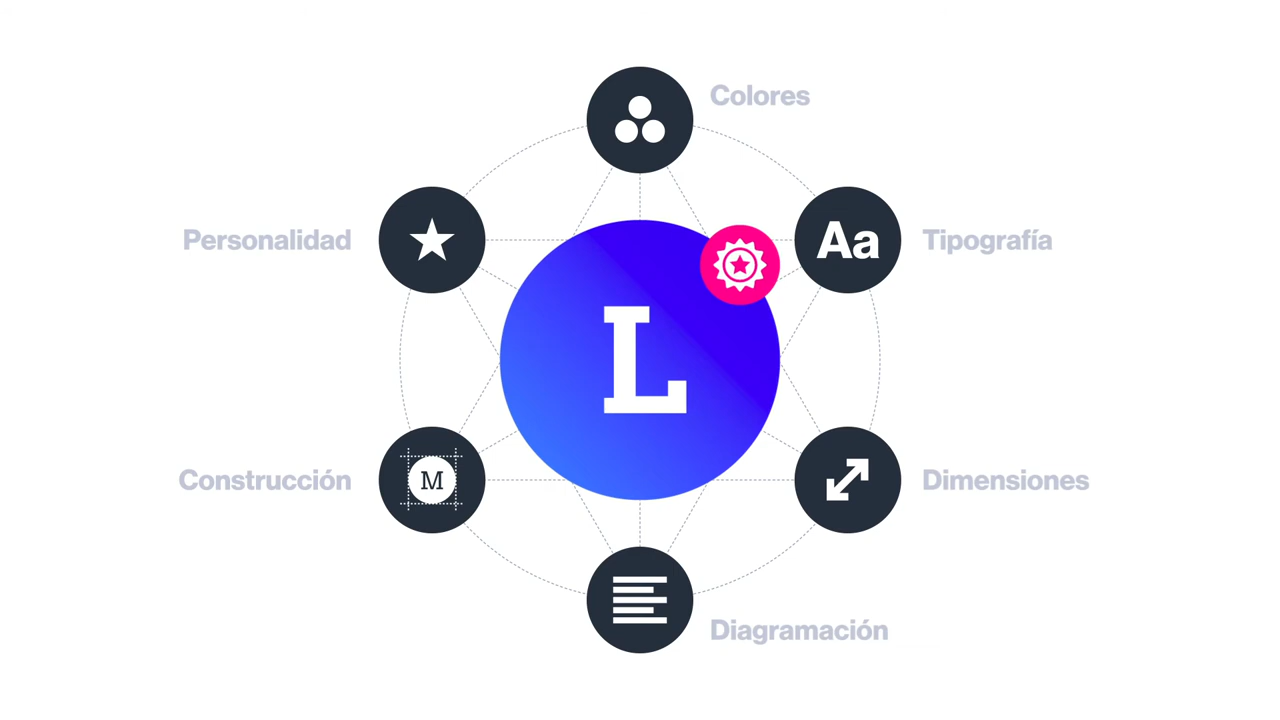 Colores
Personalidad
Aa
Tipografía
L
Construcción
M
Dimensiones
Diagramación